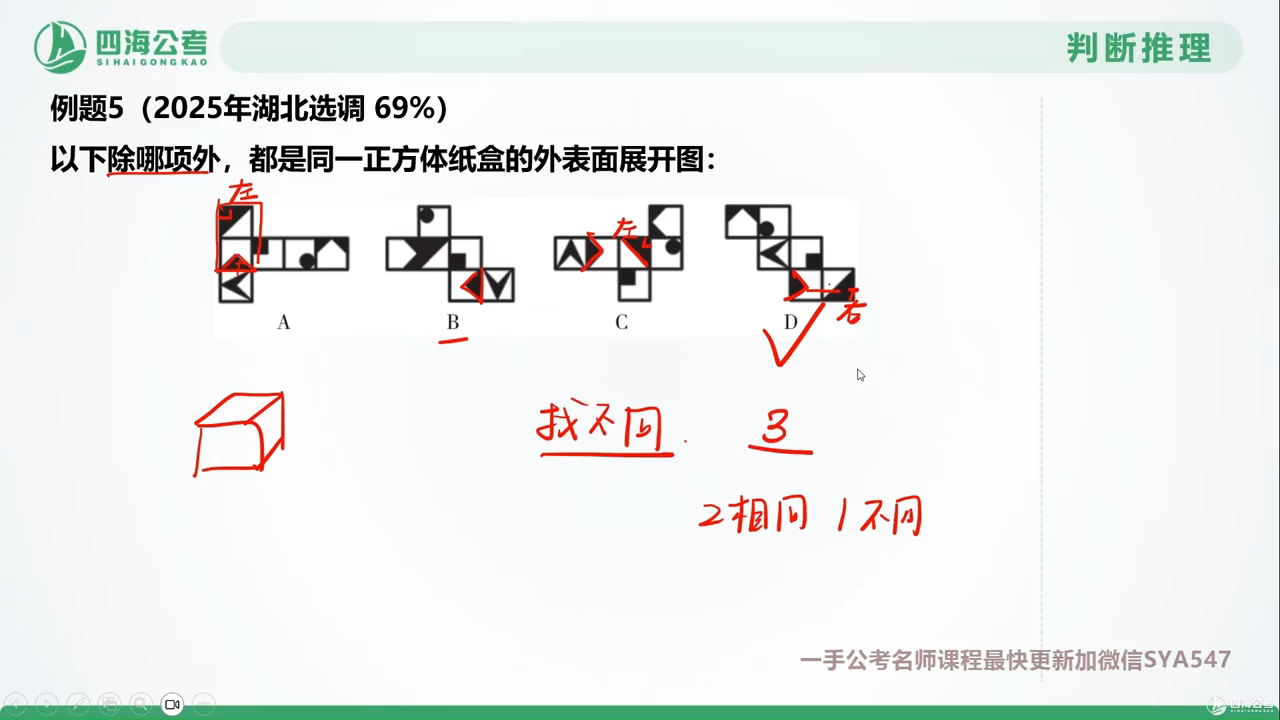 四海公考
SIHAIGONGKAO
判断推理
例题5（2025年湖北选调 69%）
以下除哪项外，都是同一正方体纸盒的外表面展开图：
左
左
右
A
B
C
D
找不同.
3
2相同 1不同
一手公考名师课程最快更新加微信SYA547
四海公考